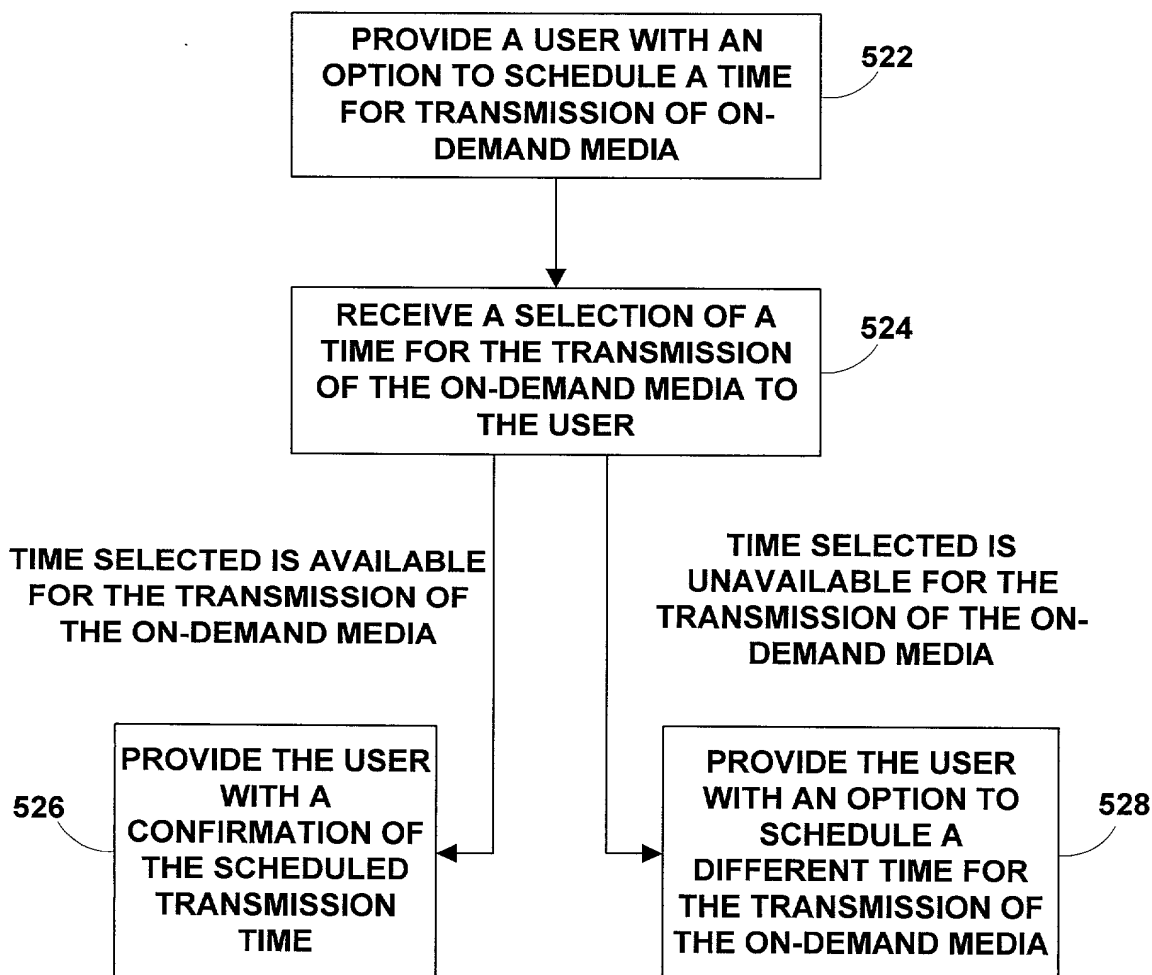 PROVIDE A USER WITH AN
OPTION TO SCHEDULE A TIME
FOR TRANSMISSION OF ON-
DEMAND MEDIA
522
RECEIVE A SELECTION OF A
TIME FOR THE TRANSMISSION
OF THE ON-DEMAND MEDIA TO
THE USER
524
TIME SELECTED IS AVAILABLE
FOR THE TRANSMISSION OF
THE ON-DEMAND MEDIA
TIME SELECTED IS
UNAVAILABLE FOR THE
TRANSMISSION OF THE ON-
DEMAND MEDIA
526
PROVIDE THE USER
WITH A
CONFIRMATION OF
THE SCHEDULED
TRANSMISSION
TIME
PROVIDE THE USER
WITH AN OPTION TO
SCHEDULE A
DIFFERENT TIME FOR
THE TRANSMISSION OF
THE ON-DEMAND MEDIA
528